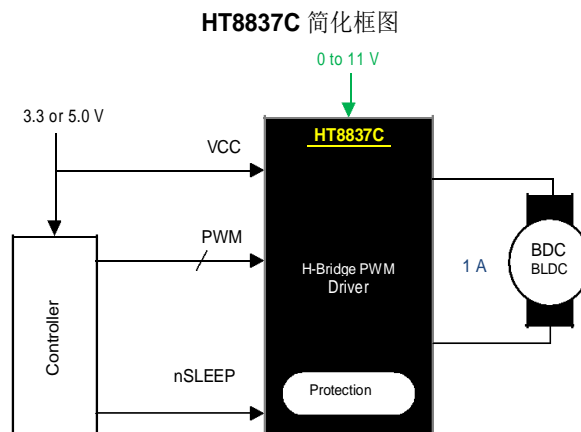 HT8837C 简化框图
0 to 11 V
3.3 or 5.0 V
HT8837C
VCC
PWM
H-Bridge PWM
Driver
1 A
BDC
BLDC
Controller
nSLEEP
Protection